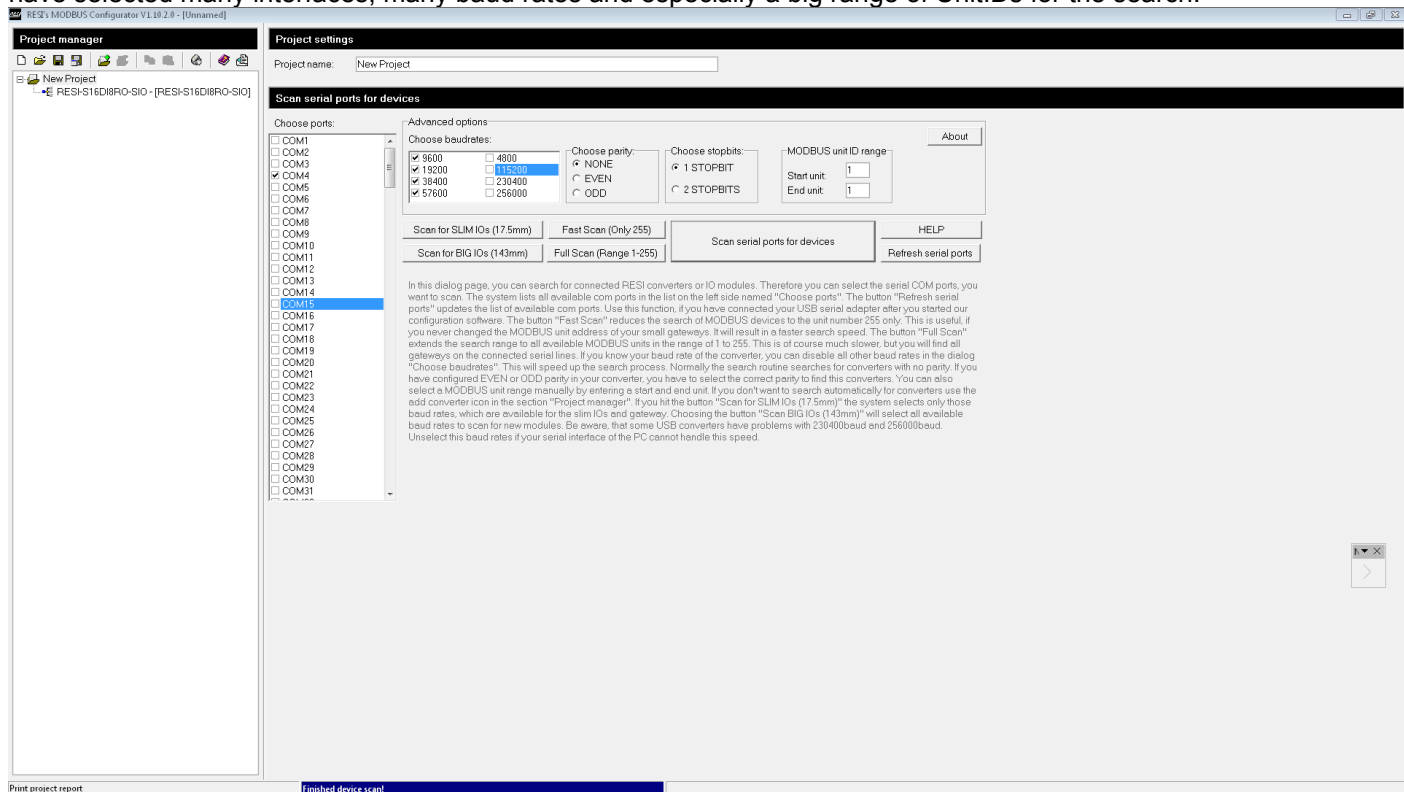 have selected many interfaces, many baud rates and especially a big range of Unit.IDs for the search.
RESI's MODBUS Configurator V1.10.2.0 - [Unnamed]
Project manager
New Project
RESI-S16DI8RO-SIO - [RESI-S16DI8RO-SIO]
Project settings
Project name: New Project
Scan serial ports for devices
Choose ports:
COM1
COM2
COM3
COM4
COM5
COM6
COM7
COM8
COM9
COM10
COM11
COM12
COM13
COM14
COM15
COM16
COM17
COM18
COM19
COM20
COM21
COM22
COM23
COM24
COM25
COM26
COM27
COM28
COM29
COM30
COM31
Advanced options
About
Choose baudrates:
9600 4800
19200 115200
38400 230400
57600 256000
Choose parity:
NONE
EVEN
ODD
Choose stopbits:
1 STOPBIT
2 STOPBITS
MODBUS unit ID range
Start unit: 1
End unit: 1
Scan for SLIM IOs (17.5mm) Fast Scan (Only 255) Scan serial ports for devices HELP
Scan for BIG IOs (143mm) Full Scan (Range 1-255) Refresh serial ports
In this dialog page, you can search for connected RESI converters or IO modules. Therefore you can select the serial COM ports, you
want to scan. The system lists all available com ports in the list on the left side named "Choose ports". The button "Refresh serial
ports" updates the list of available com ports. Use this function, if you have connected your USB serial adapter after you started our
configuration software. The button "Fast Scan" reduces the search of MODBUS devices to the unit number 255 only. This is useful, if
you never changed the MODBUS unit address of your small gateways. It will result in a faster search speed. The button "Full Scan"
extends the search range to all available MODBUS units in the range of 1 to 255. This is of course much slower, but you will find all
gateways on the connected serial lines. If you know your baud rate of the converter, you can disable all other baud rates in the dialog
"Choose baudrates". This will speed up the search process. Normally the search routine searches for converters with no parity. If you
have configured EVEN or ODD parity in your converter, you have to select the correct parity to find this converters. You can also
select a MODBUS unit range manually by entering a start and end unit. If you don't want to search automatically for converters use the
add converter icon in the section "Project manager". If you hit the button "Scan for SLIM IOs (17.5mm)" the system selects only those
baud rates, which are available for the slim IOs and gateway. Choosing the button "Scan BIG IOs (143mm)" will select all available
baud rates to scan for new modules. Be aware, that some USB converters have problems with 230400baud and 256000baud.
Unselect this baud rates if your serial interface of the PC cannot handle this speed.
Print project report
Finished device scan!